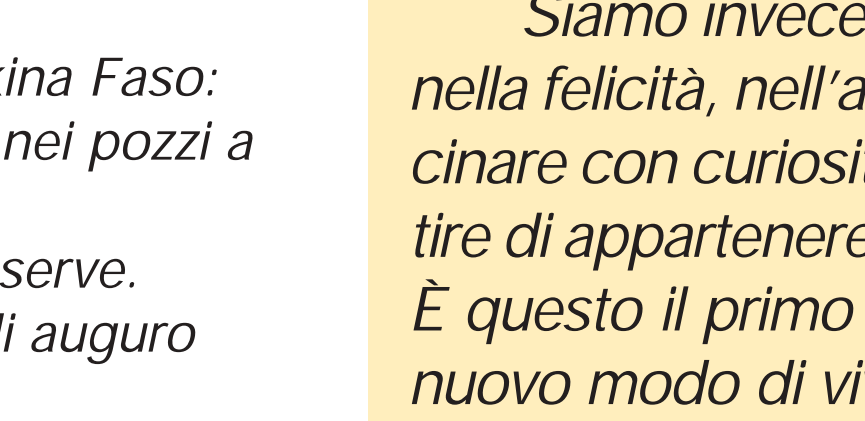 kina Faso:
nei pozzi a
serve.
li auguro
Siamo invece
nella felicità, nell'a
cinare con curiosit
tire di appartenere
È questo il primo
nuovo modo di vi